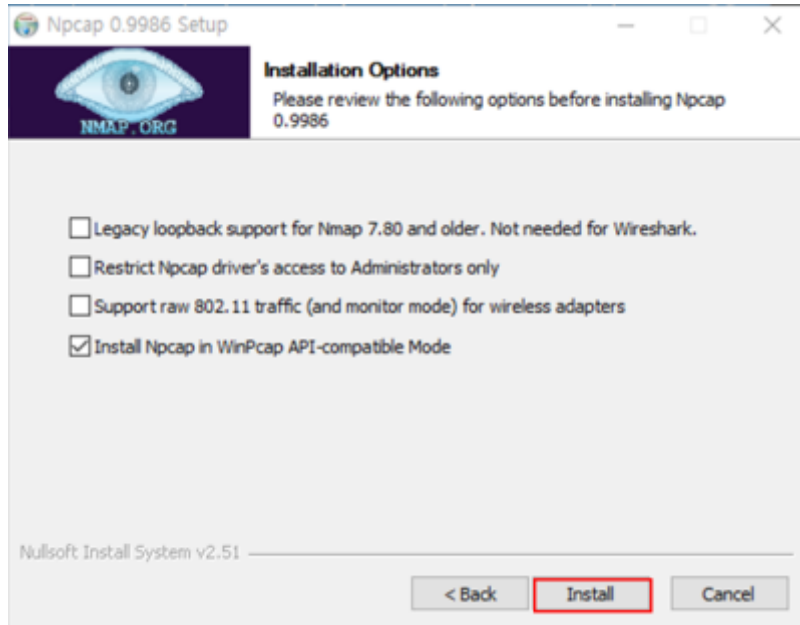 Npcap 0.9986 Setup
NMAP.ORG
Installation Options
Please review the following options before installing Npcap
0.9986
Legacy loopback support for Nmap 7.80 and older. Not needed for Wireshark.
Restrict Npcap driver's access to Administrators only
Support raw 802.11 traffic (and monitor mode) for wireless adapters
Install Npcap in WinPcap API-compatible Mode
Nullsoft Install System v2.51
< Back
Install
Cancel